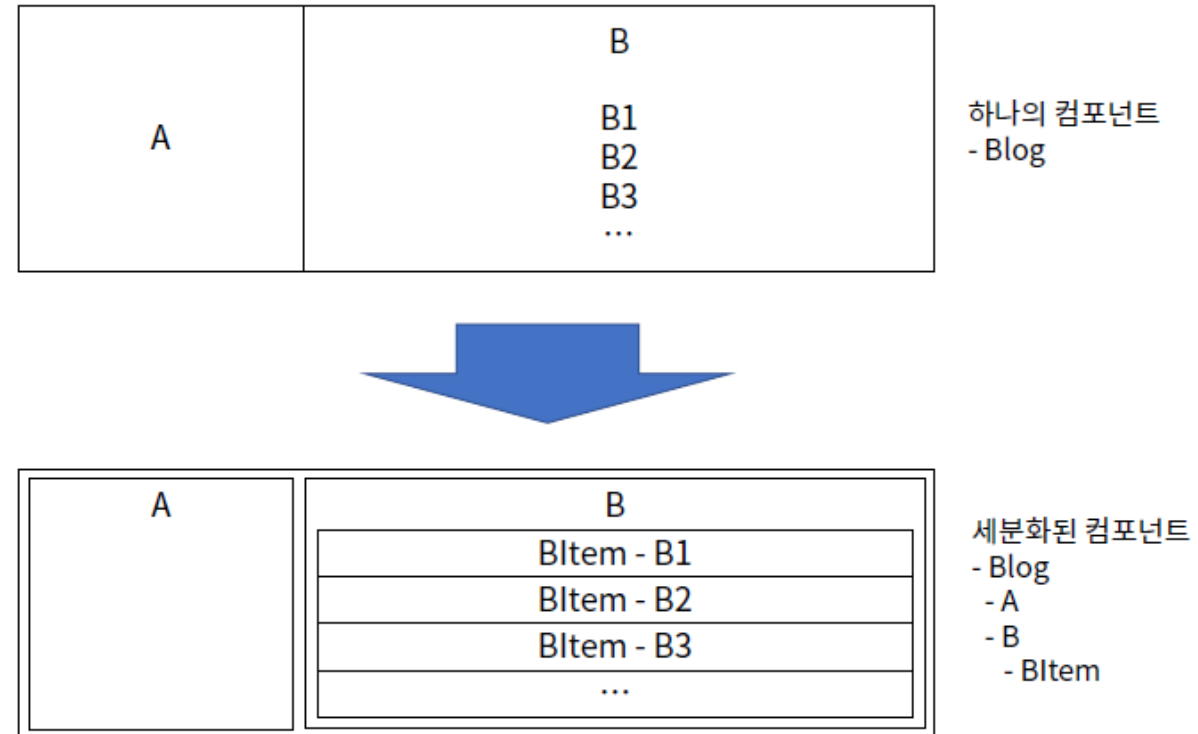 A
B
B1
B2
B3
...
하나의 컴포넌트
- Blog
A
B
BItem - B1
BItem - B2
BItem - B3
...
세분화된 컴포넌트
- Blog
- A
- B
- BItem